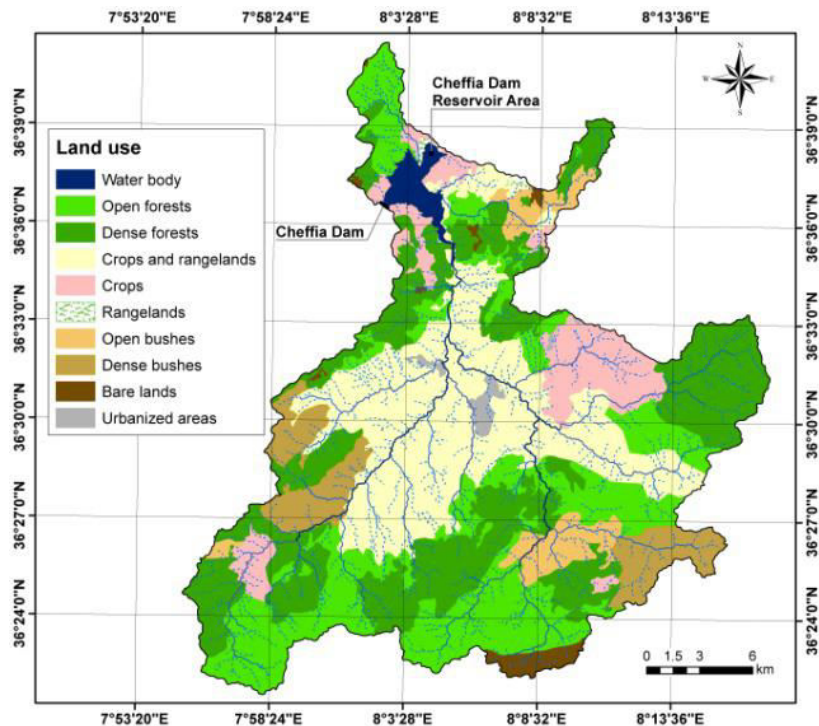 7°53'20"E 7°58'24"E 8°3'28"E 8°8'32"E 8°13'36"E
N
W E
S
Cheffia Dam
Reservoir Area
36°39'0"N
36°36'0"N
36°33'0"N
36°30'0"N
36°27'0"N
36°24'0"N
Land use
Water body
Open forests
Dense forests
Crops and rangelands
Crops
Rangelands
Open bushes
Dense bushes
Bare lands
Urbanized areas
Cheffia Dam
36°39'0"N
36°36'0"N
36°33'0"N
36°30'0"N
36°27'0"N
36°24'0"N
0 1.5 3 6
km
7°53'20"E 7°58'24"E 8°3'28"E 8°8'32"E 8°13'36"E